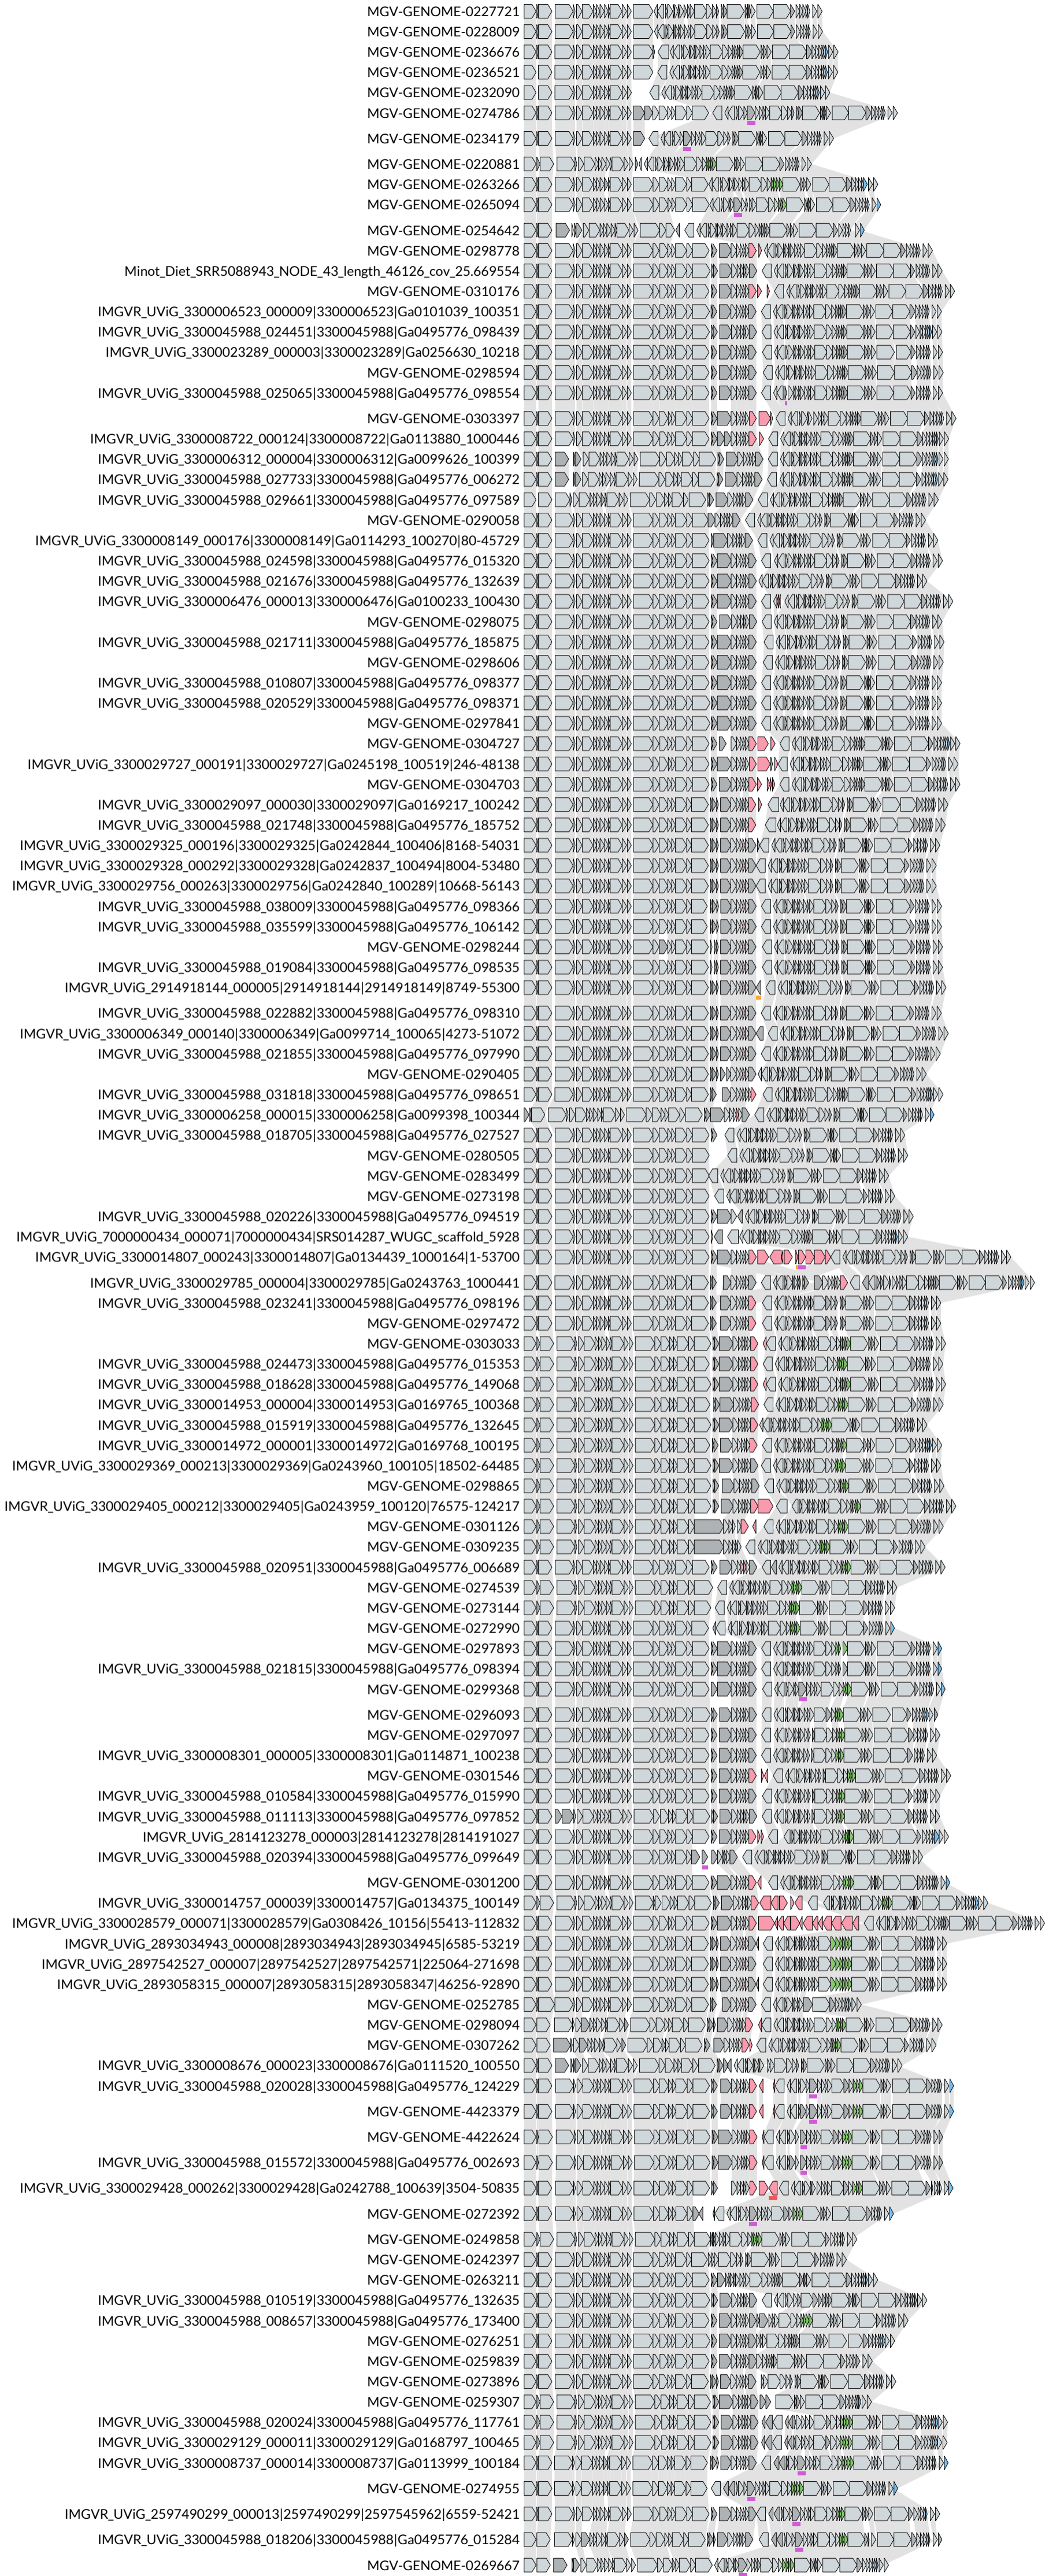 MGV-GENOME-0227721
MGV-GENOME-0228009
MGV-GENOME-0236676
MGV-GENOME-0236521
MGV-GENOME-0232090
MGV-GENOME-0274786
MGV-GENOME-0234179
MGV-GENOME-0220881
MGV-GENOME-0263266
MGV-GENOME-0265094
MGV-GENOME-0254642
MGV-GENOME-0298778
Minot_Diet_SRR5088943_NODE_43_length_46126_cov_25.669554
MGV-GENOME-0310176
IMGVR_UViG_3300006523_000009|3300006523|Ga0101039_100351
IMGVR_UViG_3300045988_024451|3300045988|Ga0495776_098439
IMGVR_UViG_3300023289_000003|3300023289|Ga0256630_10218
MGV-GENOME-0298594
IMGVR_UViG_3300045988_025065|3300045988|Ga0495776_098554
MGV-GENOME-0303397
IMGVR_UViG_3300008722_000124|3300008722|Ga0113880_1000446
IMGVR_UViG_3300006312_000004|3300006312|Ga0099626_100399
IMGVR_UViG_3300045988_027733|3300045988|Ga0495776_006272
IMGVR_UViG_3300045988_029661|3300045988|Ga0495776_097589
MGV-GENOME-0290058
IMGVR_UViG_3300008149_000176|3300008149|Ga0114293_100270|80-45729
IMGVR_UViG_3300045988_024598|3300045988|Ga0495776_015320
IMGVR_UViG_3300045988_021676|3300045988|Ga0495776_132639
IMGVR_UViG_3300006476_000013|3300006476|Ga0100233_100430
MGV-GENOME-0298075
IMGVR_UViG_3300045988_021711|3300045988|Ga0495776_185875
MGV-GENOME-0298606
IMGVR_UViG_3300045988_010807|3300045988|Ga0495776_098377
IMGVR_UViG_3300045988_020529|3300045988|Ga0495776_098371
MGV-GENOME-0297841
MGV-GENOME-0304727
IMGVR_UViG_3300029727_000191|3300029727|Ga0245198_100519|246-48138
MGV-GENOME-0304703
IMGVR_UViG_3300029097_000030|3300029097|Ga0169217_100242
IMGVR_UViG_3300045988_021748|3300045988|Ga0495776_185752
IMGVR_UViG_3300029325_000196|3300029325|Ga0242844_100406|8168-54031
IMGVR_UViG_3300029328_000292|3300029328|Ga0242837_100494|8004-53480
IMGVR_UViG_3300029756_000263|3300029756|Ga0242840_100289|10668-56143
IMGVR_UViG_3300045988_038009|3300045988|Ga0495776_098366
IMGVR_UViG_3300045988_035599|3300045988|Ga0495776_106142
MGV-GENOME-0298244
IMGVR_UViG_3300045988_019084|3300045988|Ga0495776_098535
IMGVR_UViG_2914918144_000005|2914918144|2914918149|8749-55300
IMGVR_UViG_3300045988_022882|3300045988|Ga0495776_098310
IMGVR_UViG_3300006349_000140|3300006349|Ga0099714_100065|4273-51072
IMGVR_UViG_3300045988_021855|3300045988|Ga0495776_097990
MGV-GENOME-0290405
IMGVR_UViG_3300045988_031818|3300045988|Ga0495776_098651
IMGVR_UViG_3300006258_000015|3300006258|Ga0099398_100344
IMGVR_UViG_3300045988_018705|3300045988|Ga0495776_027527
MGV-GENOME-0280505
MGV-GENOME-0283499
MGV-GENOME-0273198
IMGVR_UViG_3300045988_020226|3300045988|Ga0495776_094519
IMGVR_UViG_7000000434_000071|7000000434|SRS014287_WUGC_scaffold_5928
IMGVR_UViG_3300014807_000243|3300014807|Ga0134439_1000164|1-53700
IMGVR_UViG_3300029785_000004|3300029785|Ga0243763_1000441
IMGVR_UViG_3300045988_023241|3300045988|Ga0495776_098196
MGV-GENOME-0297472
MGV-GENOME-0303033
IMGVR_UViG_3300045988_024473|3300045988|Ga0495776_015353
IMGVR_UViG_3300045988_018628|3300045988|Ga0495776_149068
IMGVR_UViG_3300014953_000004|3300014953|Ga0169765_100368
IMGVR_UViG_3300045988_015919|3300045988|Ga0495776_132645
IMGVR_UViG_3300014972_000001|3300014972|Ga0169768_100195
IMGVR_UViG_3300029369_000213|3300029369|Ga0243960_100105|18502-64485
MGV-GENOME-0298865
IMGVR_UViG_3300029405_000212|3300029405|Ga0243959_100120|76575-124217
MGV-GENOME-0301126
MGV-GENOME-0309235
IMGVR_UViG_3300045988_020951|3300045988|Ga0495776_006689
MGV-GENOME-0274539
MGV-GENOME-0273144
MGV-GENOME-0272990
MGV-GENOME-0297893
IMGVR_UViG_3300045988_021815|3300045988|Ga0495776_098394
MGV-GENOME-0299368
MGV-GENOME-0296093
MGV-GENOME-0297097
IMGVR_UViG_3300008301_000005|3300008301|Ga0114871_100238
MGV-GENOME-0301546
IMGVR_UViG_3300045988_010584|3300045988|Ga0495776_015990
IMGVR_UViG_3300045988_011113|3300045988|Ga0495776_097852
IMGVR_UViG_2814123278_000003|2814123278|2814191027
IMGVR_UViG_3300045988_020394|3300045988|Ga0495776_099649
MGV-GENOME-0301200
IMGVR_UViG_3300014757_000039|3300014757|Ga0134375_100149
IMGVR_UViG_3300028579_000071|3300028579|Ga0308426_10156|55413-112832
IMGVR_UViG_2893034943_000008|2893034943|2893034945|6585-53219
IMGVR_UViG_2897542527_000007|2897542527|2897542571|225064-271698
IMGVR_UViG_2893058315_000007|2893058315|2893058347|46256-92890
MGV-GENOME-0252785
MGV-GENOME-0298094
MGV-GENOME-0307262
IMGVR_UViG_3300008676_000023|3300008676|Ga0111520_100550
IMGVR_UViG_3300045988_020028|3300045988|Ga0495776_124229
MGV-GENOME-4423379
MGV-GENOME-4422624
IMGVR_UViG_3300045988_015572|3300045988|Ga0495776_002693
IMGVR_UViG_3300029428_000262|3300029428|Ga0242788_100639|3504-50835
MGV-GENOME-0272392
MGV-GENOME-0249858
MGV-GENOME-0242397
MGV-GENOME-0263211
IMGVR_UViG_3300045988_010519|3300045988|Ga0495776_132635
IMGVR_UViG_3300045988_008657|3300045988|Ga0495776_173400
MGV-GENOME-0276251
MGV-GENOME-0259839
MGV-GENOME-0273896
MGV-GENOME-0259307
IMGVR_UViG_3300045988_020024|3300045988|Ga0495776_117761
IMGVR_UViG_3300029129_000011|3300029129|Ga0168797_100465
IMGVR_UViG_3300008737_000014|3300008737|Ga0113999_100184
MGV-GENOME-0274955
IMGVR_UViG_2597490299_000013|2597490299|2597545962|6559-52421
IMGVR_UViG_3300045988_018206|3300045988|Ga0495776_015284
MGV-GENOME-0269667